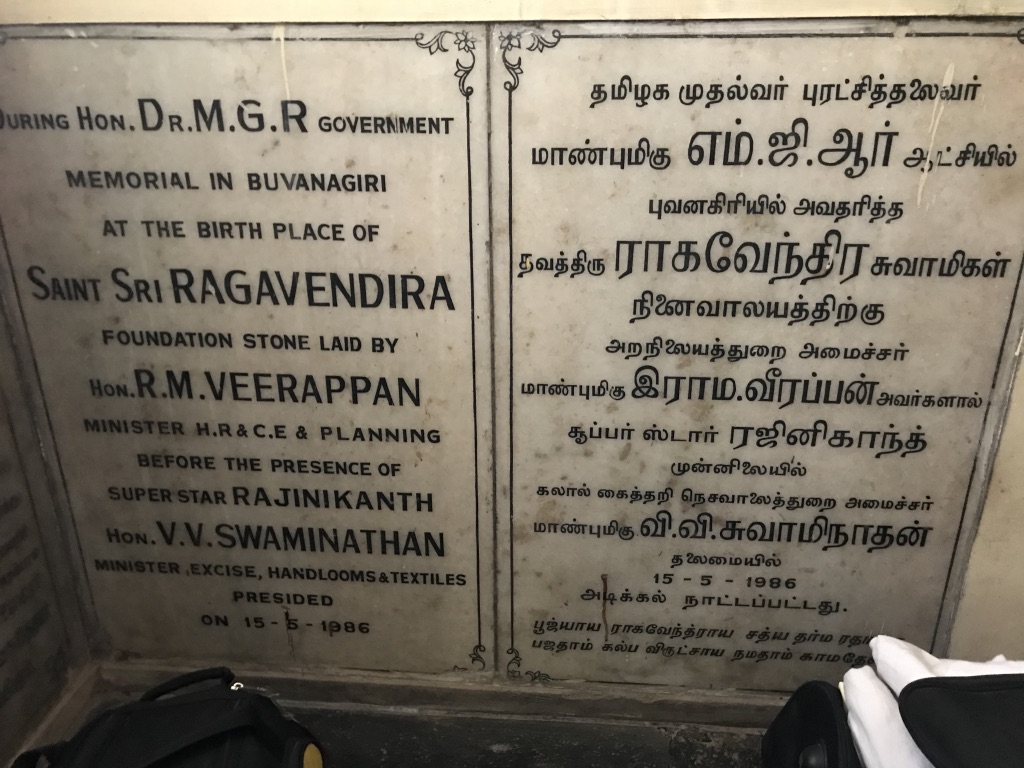 DURING HON. DR. M.G.R GOVERNMENT
MEMORIAL IN BUVANAGIRI
AT THE BIRTH PLACE OF
SAINT SRI RAGAVENDIRA
FOUNDATION STONE LAID BY
HON. R.M. VEERAPPAN
MINISTER H.R & C.E & PLANNING
BEFORE THE PRESENCE OF
SUPER STAR RAJINIKANTH
HON. V.V. SWAMINATHAN
MINISTER ,EXCISE, HANDLOOMS & TEXTILES
PRESIDED
ON 15-5-1986
தமிழக முதல்வர் புரட்சித்தலைவர்
மாண்புமிகு எம்.ஜி.ஆர் ஆட்சியில்
புவனகிரியில் அவதரித்த
தவத்திரு ராகவேந்திர சுவாமிகள்
நினைவாலயத்திற்கு
அறநிலையத்துறை அமைச்சர்
மாண்புமிகு இராம.வீரப்பன் அவர்களால்
சூப்பர் ஸ்டார் ரஜினிகாந்த்
முன்னிலையில்
கலால் கைத்தறி நெசவாலைத்துறை அமைச்சர்
மாண்புமிகு வி.வி.சுவாமிநாதன்
தலைமையில்
15 - 5 - 1986
அடிக்கல் நாட்டப்பட்டது.
பூஜ்யாய ராகவேந்த்ராய சத்ய தர்ம
பஜதாம் கல்ப விருட்சாய நமதாம்